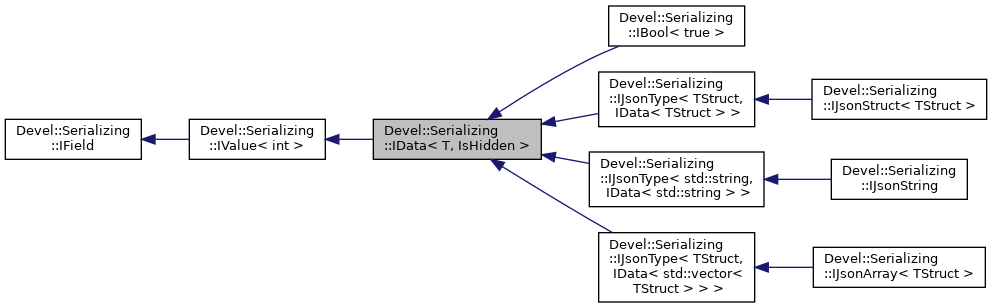 Devel::Serializing
::IField
Devel::Serializing
::IValue< int >
Devel::Serializing
::IData< T, IsHidden >
Devel::Serializing
::IBool< true >
Devel::Serializing
::IJsonType< TStruct,
IData< TStruct > >
Devel::Serializing
::IJsonStruct< TStruct >
Devel::Serializing
::IJsonType< std::string,
IData< std::string > >
Devel::Serializing
::IJsonString
Devel::Serializing
::IJsonType< TStruct,
IData< std::vector<
TStruct > > >
Devel::Serializing
::IJsonArray< TStruct >